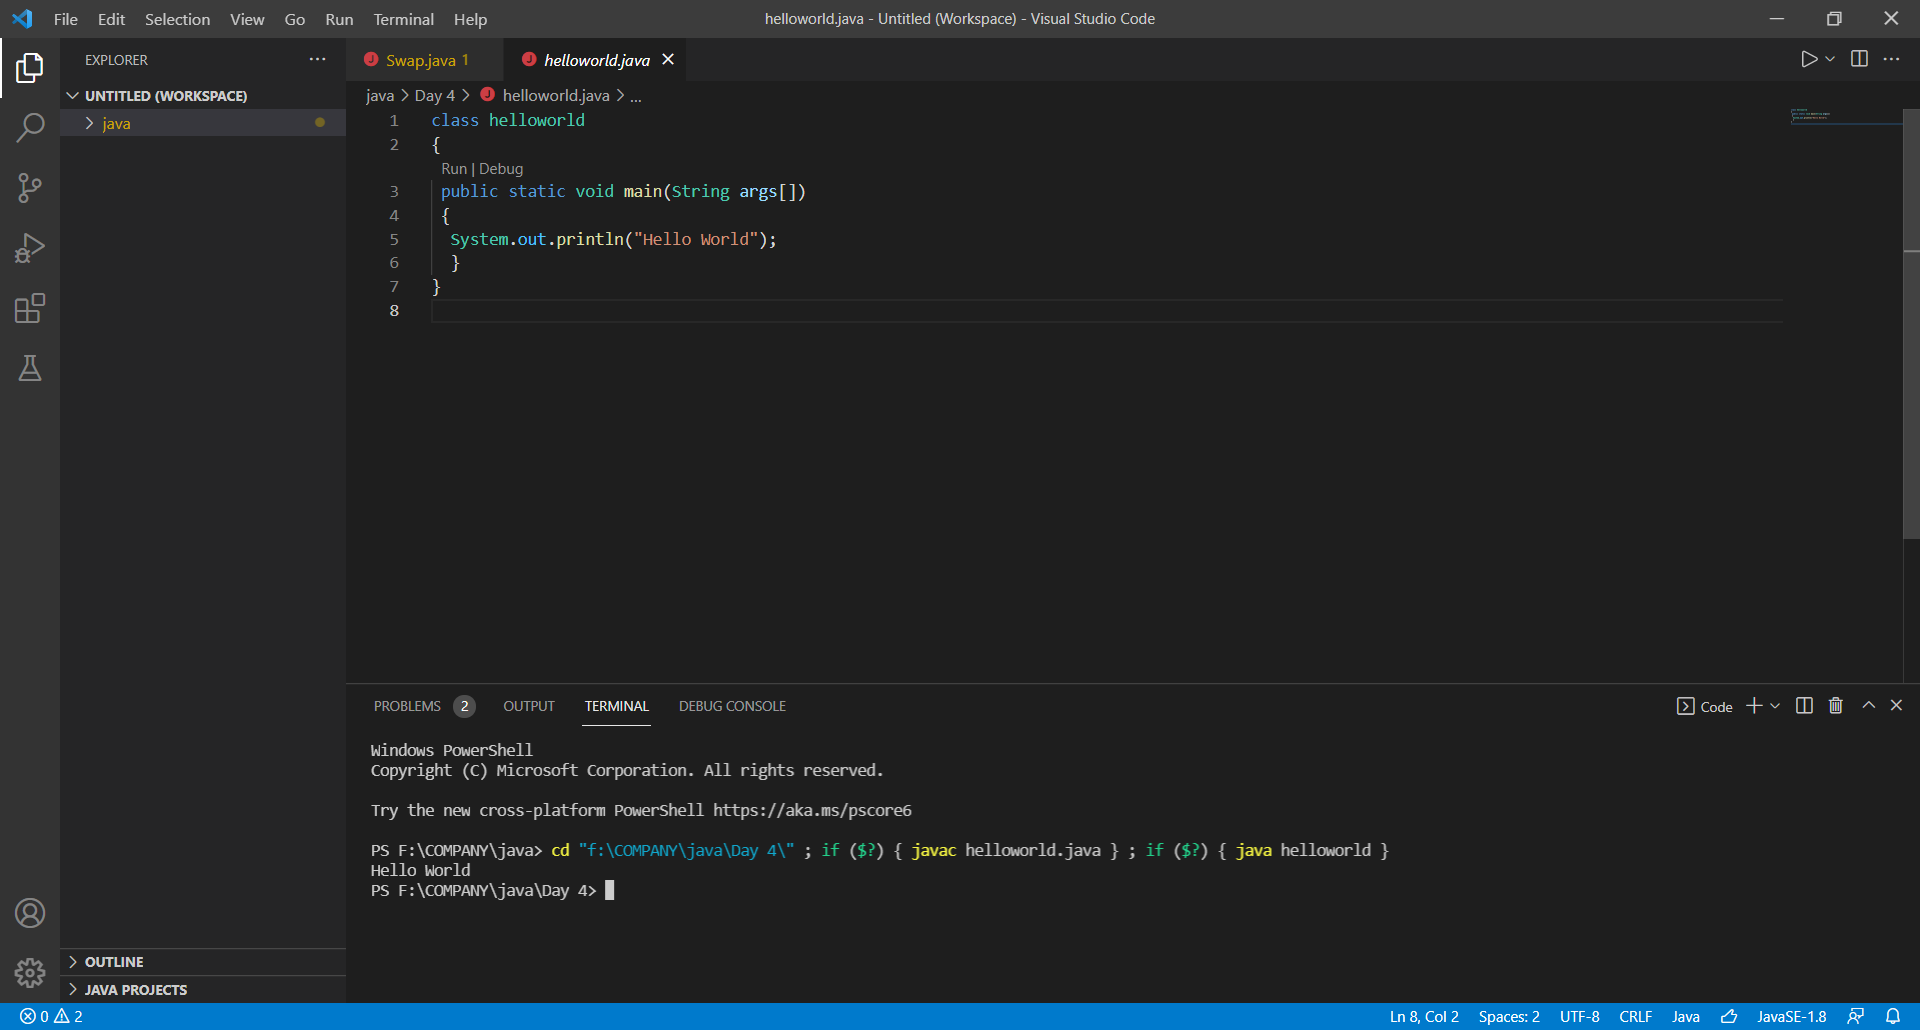 File Edit Selection View Go Run Terminal Help
helloworld.java - Untitled (Workspace) - Visual Studio Code
EXPLORER
UNTITLED (WORKSPACE)
java
OUTLINE
JAVA PROJECTS
Swap.java 1
helloworld.java
java > Day 4 > helloworld.java > ...
1 class helloworld
2 {
Run | Debug
3 public static void main(String args[])
4 {
5 System.out.println("Hello World");
6 }
7 }
8
PROBLEMS 2 OUTPUT TERMINAL DEBUG CONSOLE
Code
Windows PowerShell
Copyright (C) Microsoft Corporation. All rights reserved.
Try the new cross-platform PowerShell https://aka.ms/pscore6
PS F:\COMPANY\java> cd "f:\COMPANY\java\Day 4\" ; if ($?) { javac helloworld.java } ; if ($?) { java helloworld }
Hello World
PS F:\COMPANY\java\Day 4>
0 2
Ln 8, Col 2 Spaces: 2 UTF-8 CRLF Java JavaSE-1.8